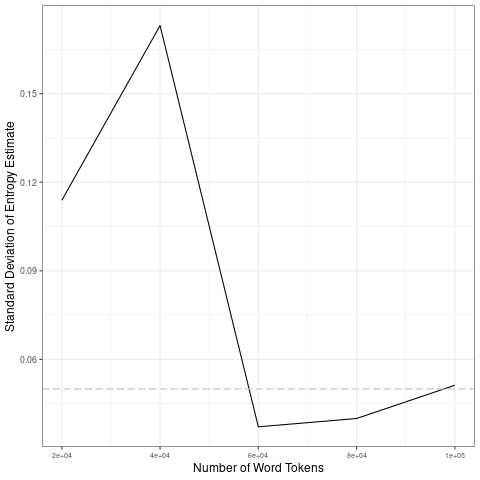 Standard Deviation of Entropy Estimate
0.15
0.12
0.09
0.06
2e+04 4e+04 6e+04 8e+04 1e+05
Number of Word Tokens